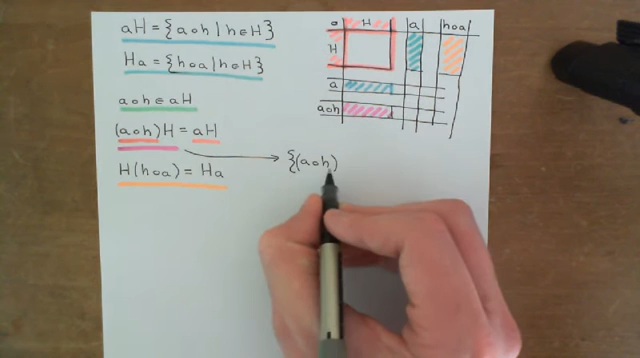 aH = {a∘h | h∈H}
Ha = {h∘a | h∈H}
a∘h ∈ aH
(a∘h)H = aH
H(h∘a) = Ha
{(a∘h)
∘ H a h∘a
H
a
a∘h